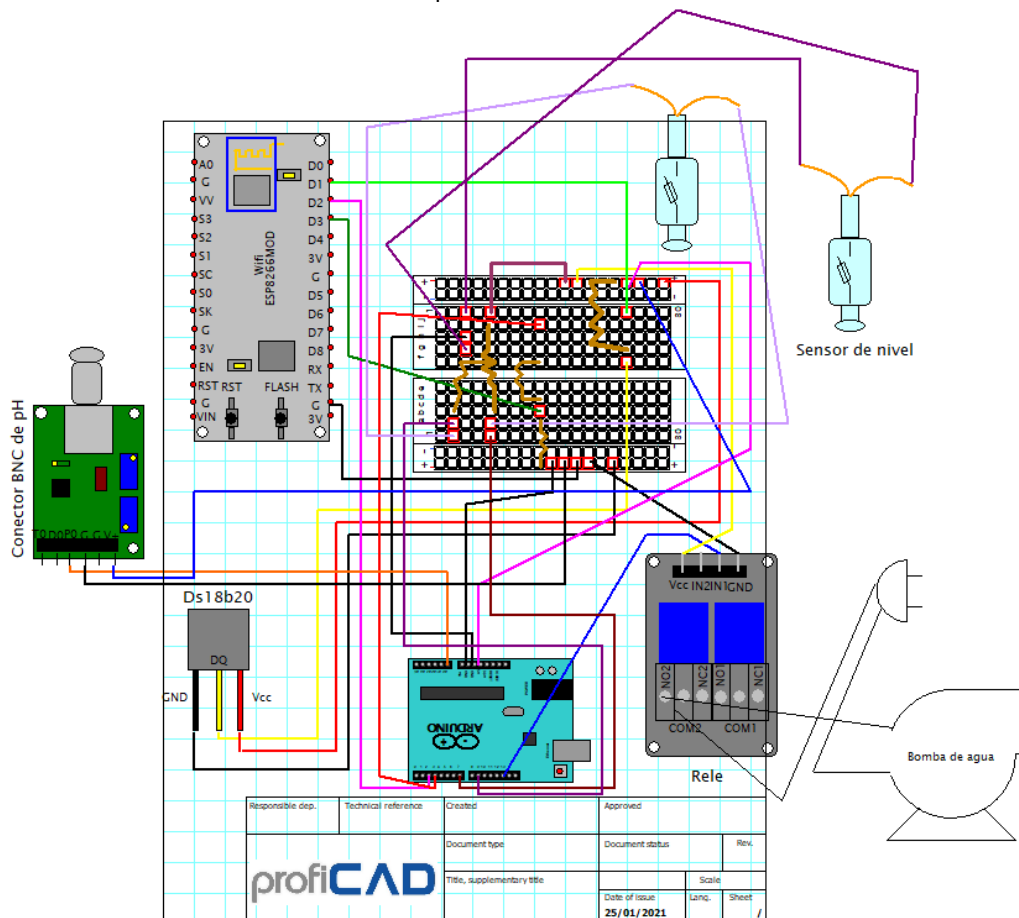 A0
G
VV
S3
S2
S1
SC
S0
SK
G
3V
EN
RST
G
VIN
D0
D1
D2
D3
D4
3V
G
D5
D6
D7
D8
RX
TX
G
3V
Wifi
ESP8266MOD
RST
FLASH
Sensor de nivel
Conector BNC de pH
Ds18b20
DQ
GND
Vcc
ARDUINO
Vcc IN2 IN1 GND
NO2
NC2
NO1
NC1
COM2
COM1
Rele
Bomba de agua
Responsible dep.
Technical reference
Created
Approved
Document type
Document status
Rev.
Title, supplementary title
Scale
profiCAD
Date of issue
Lang.
Sheet
25/01/2021
/